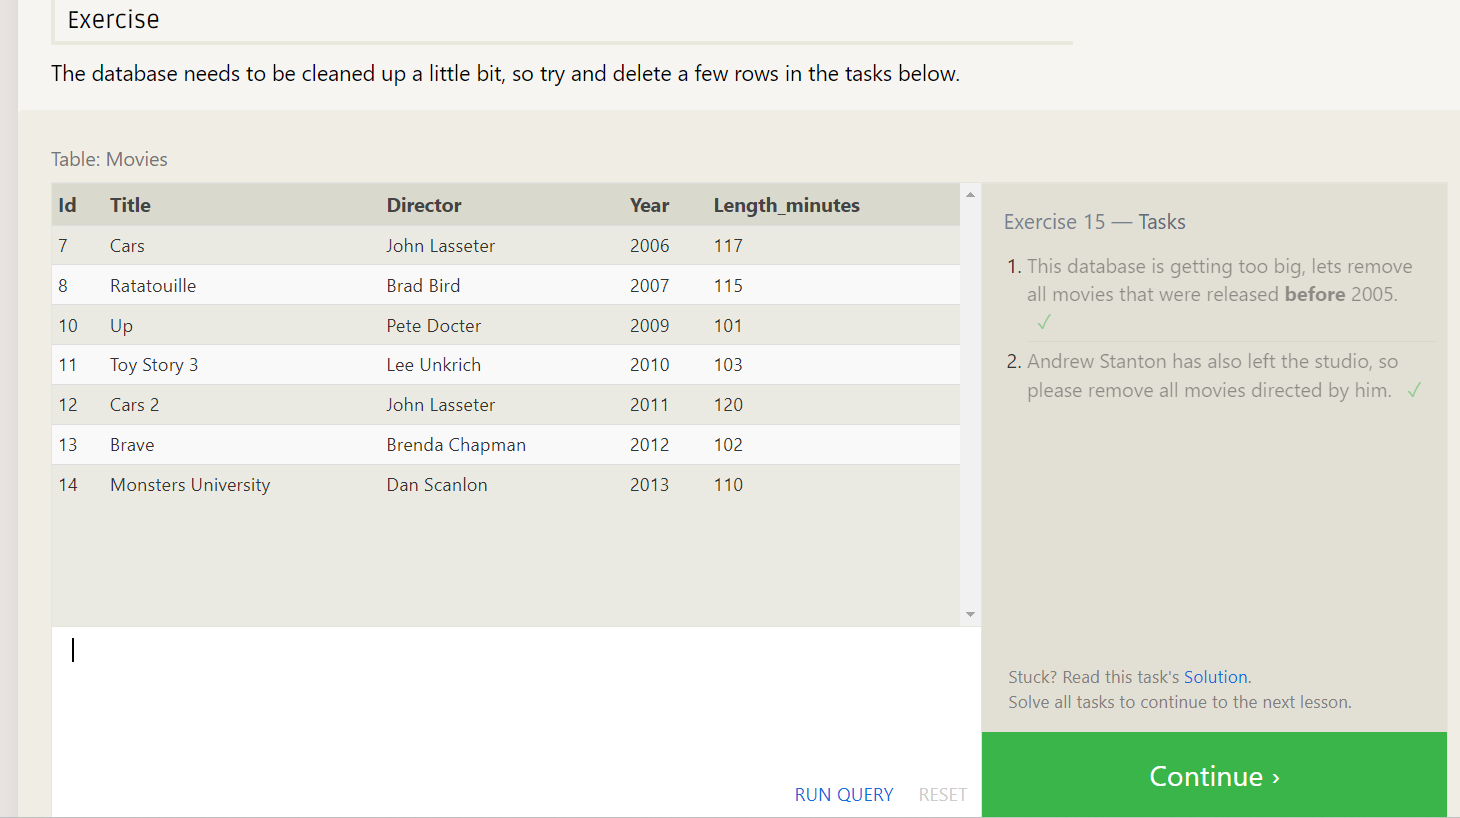 Exercise
The database needs to be cleaned up a little bit, so try and delete a few rows in the tasks below.
Table: Movies
Id Title Director Year Length_minutes
7 Cars John Lasseter 2006 117
8 Ratatouille Brad Bird 2007 115
10 Up Pete Docter 2009 101
11 Toy Story 3 Lee Unkrich 2010 103
12 Cars 2 John Lasseter 2011 120
13 Brave Brenda Chapman 2012 102
14 Monsters University Dan Scanlon 2013 110
RUN QUERY RESET
Exercise 15 — Tasks
1. This database is getting too big, lets remove
all movies that were released before 2005.
✓
2. Andrew Stanton has also left the studio, so
please remove all movies directed by him. ✓
Stuck? Read this task's Solution.
Solve all tasks to continue to the next lesson.
Continue ›